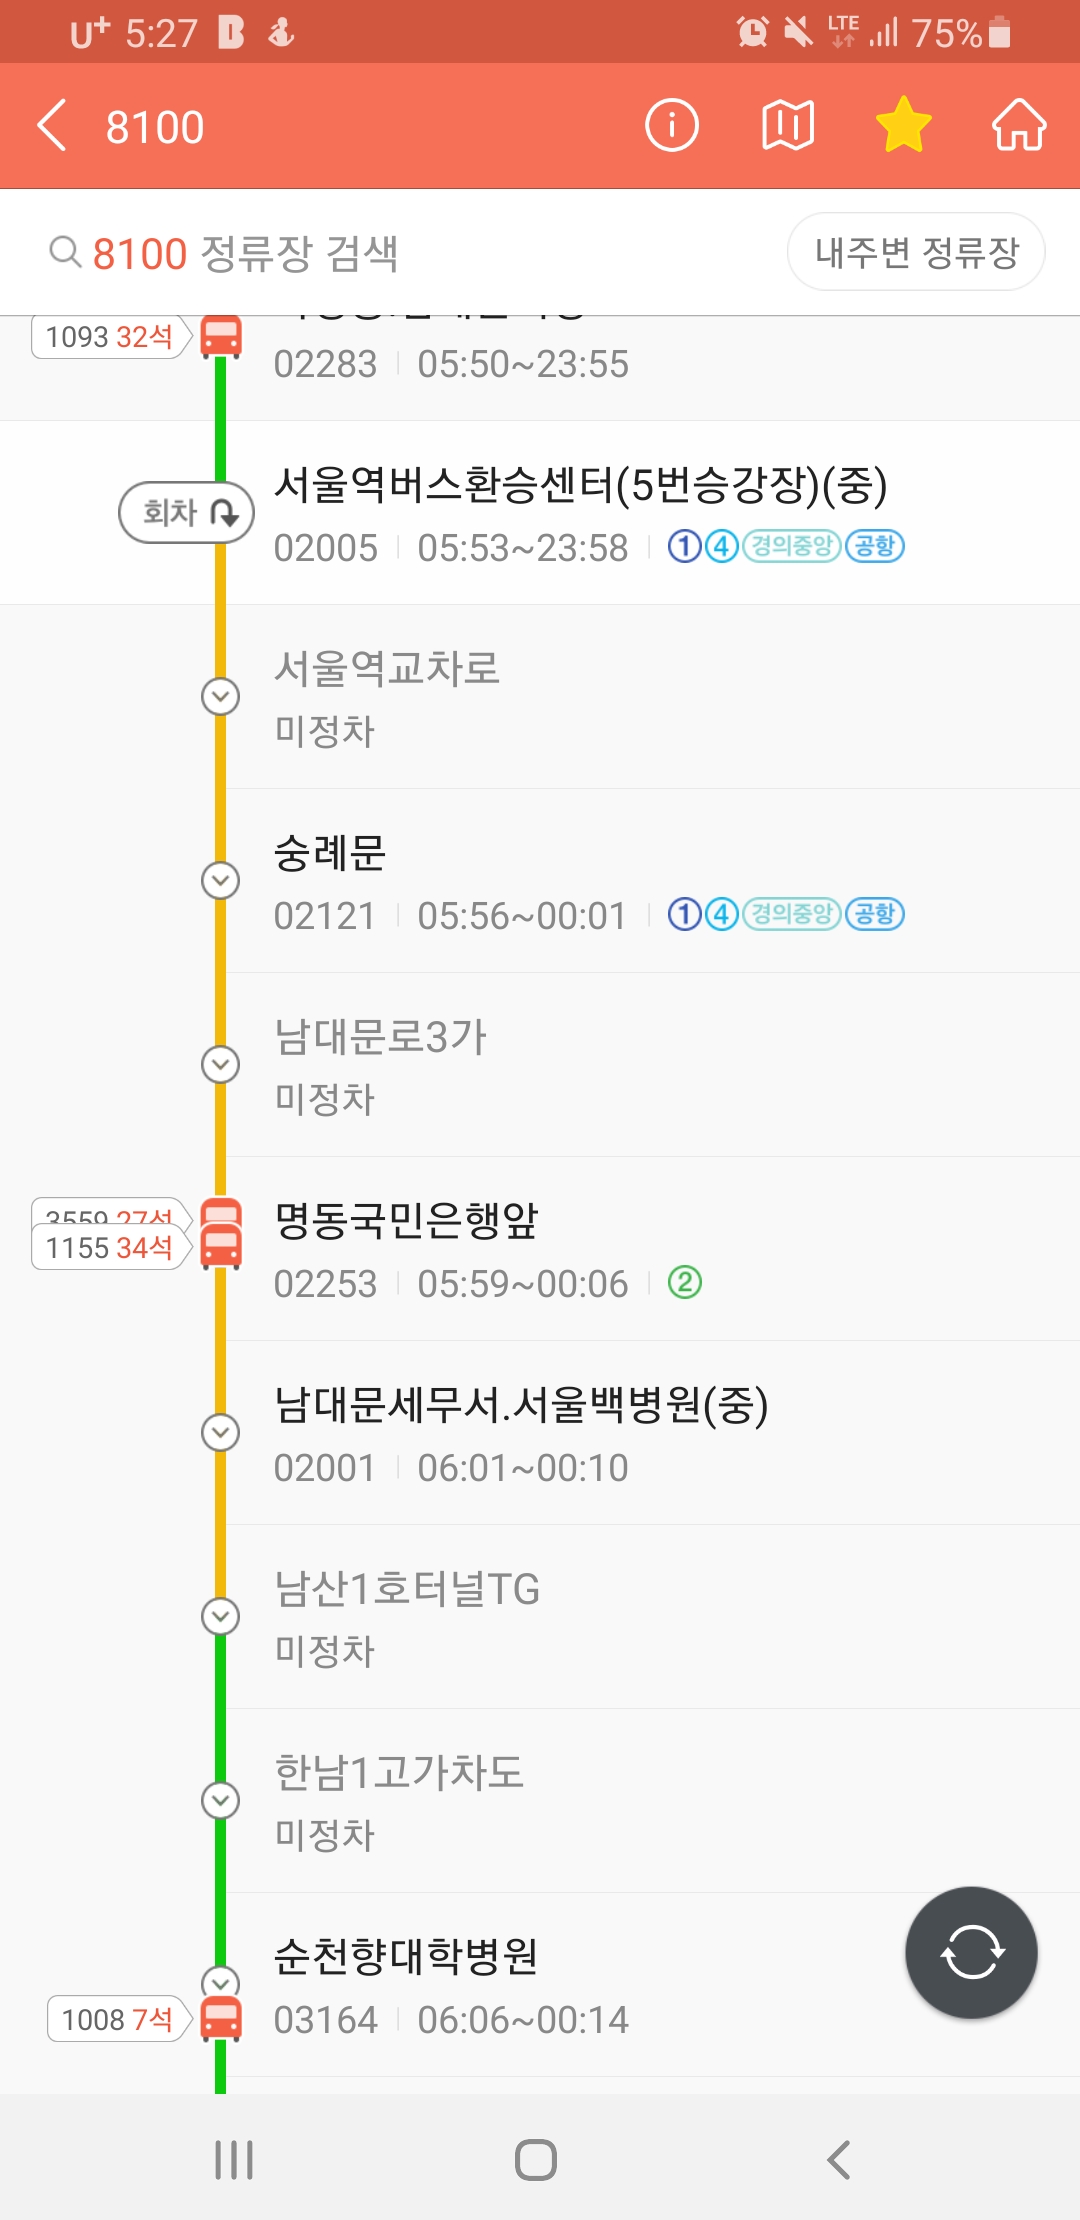 U+ 5:27 B LTE 75%
8100
8100 정류장 검색 내주변 정류장
1093 32석
02283 05:50~23:55
서울역버스환승센터(5번승강장)(중)
회차
02005 05:53~23:58 1 4 경의중앙 공항
서울역교차로
미정차
숭례문
02121 05:56~00:01 1 4 경의중앙 공항
남대문로3가
미정차
3559 27석
명동국민은행앞
1155 34석
02253 05:59~00:06 2
남대문세무서.서울백병원(중)
02001 06:01~00:10
남산1호터널TG
미정차
한남1고가차도
미정차
순천향대학병원
1008 7석
03164 06:06~00:14